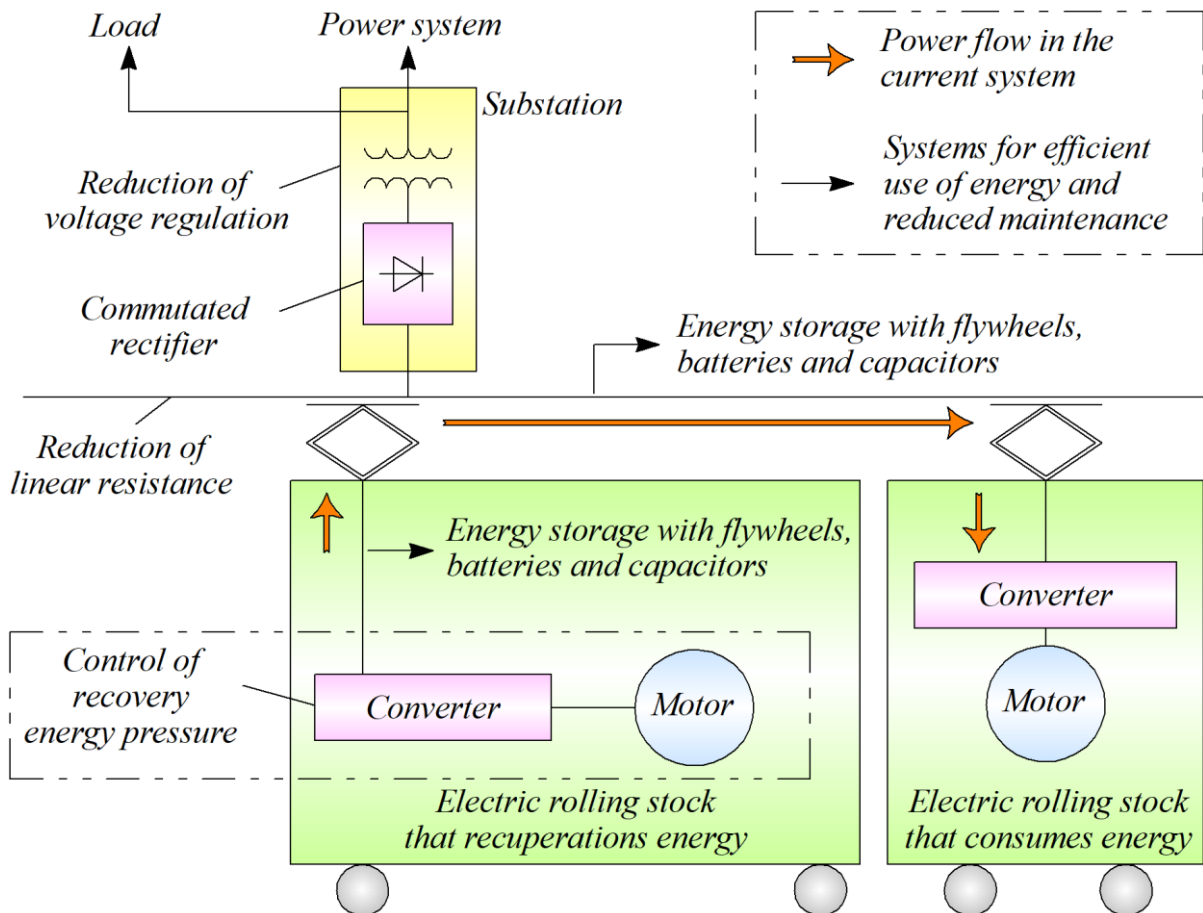 Load
Power system
Substation
Reduction of
voltage regulation
Commutated
rectifier
Power flow in the
current system
Systems for efficient
use of energy and
reduced maintenance
Energy storage with flywheels,
batteries and capacitors
Reduction of
linear resistance
Energy storage with flywheels,
batteries and capacitors
Control of
recovery
energy pressure
Converter
Motor
Electric rolling stock
that recuperations energy
Converter
Motor
Electric rolling stock
that consumes energy